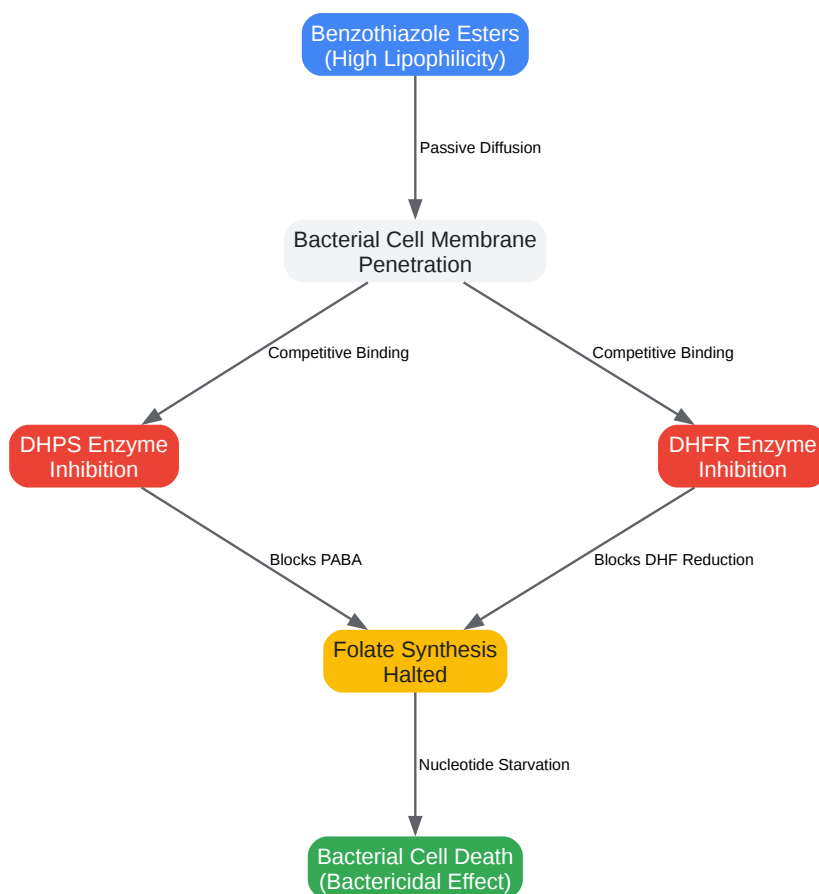 Benzothiazole Esters
(High Lipophilicity)
Passive Diffusion
Bacterial Cell Membrane
Penetration
Competitive Binding
Competitive Binding
DHPS Enzyme
Inhibition
DHFR Enzyme
Inhibition
Blocks PABA
Blocks DHF Reduction
Folate Synthesis
Halted
Nucleotide Starvation
Bacterial Cell Death
(Bactericidal Effect)